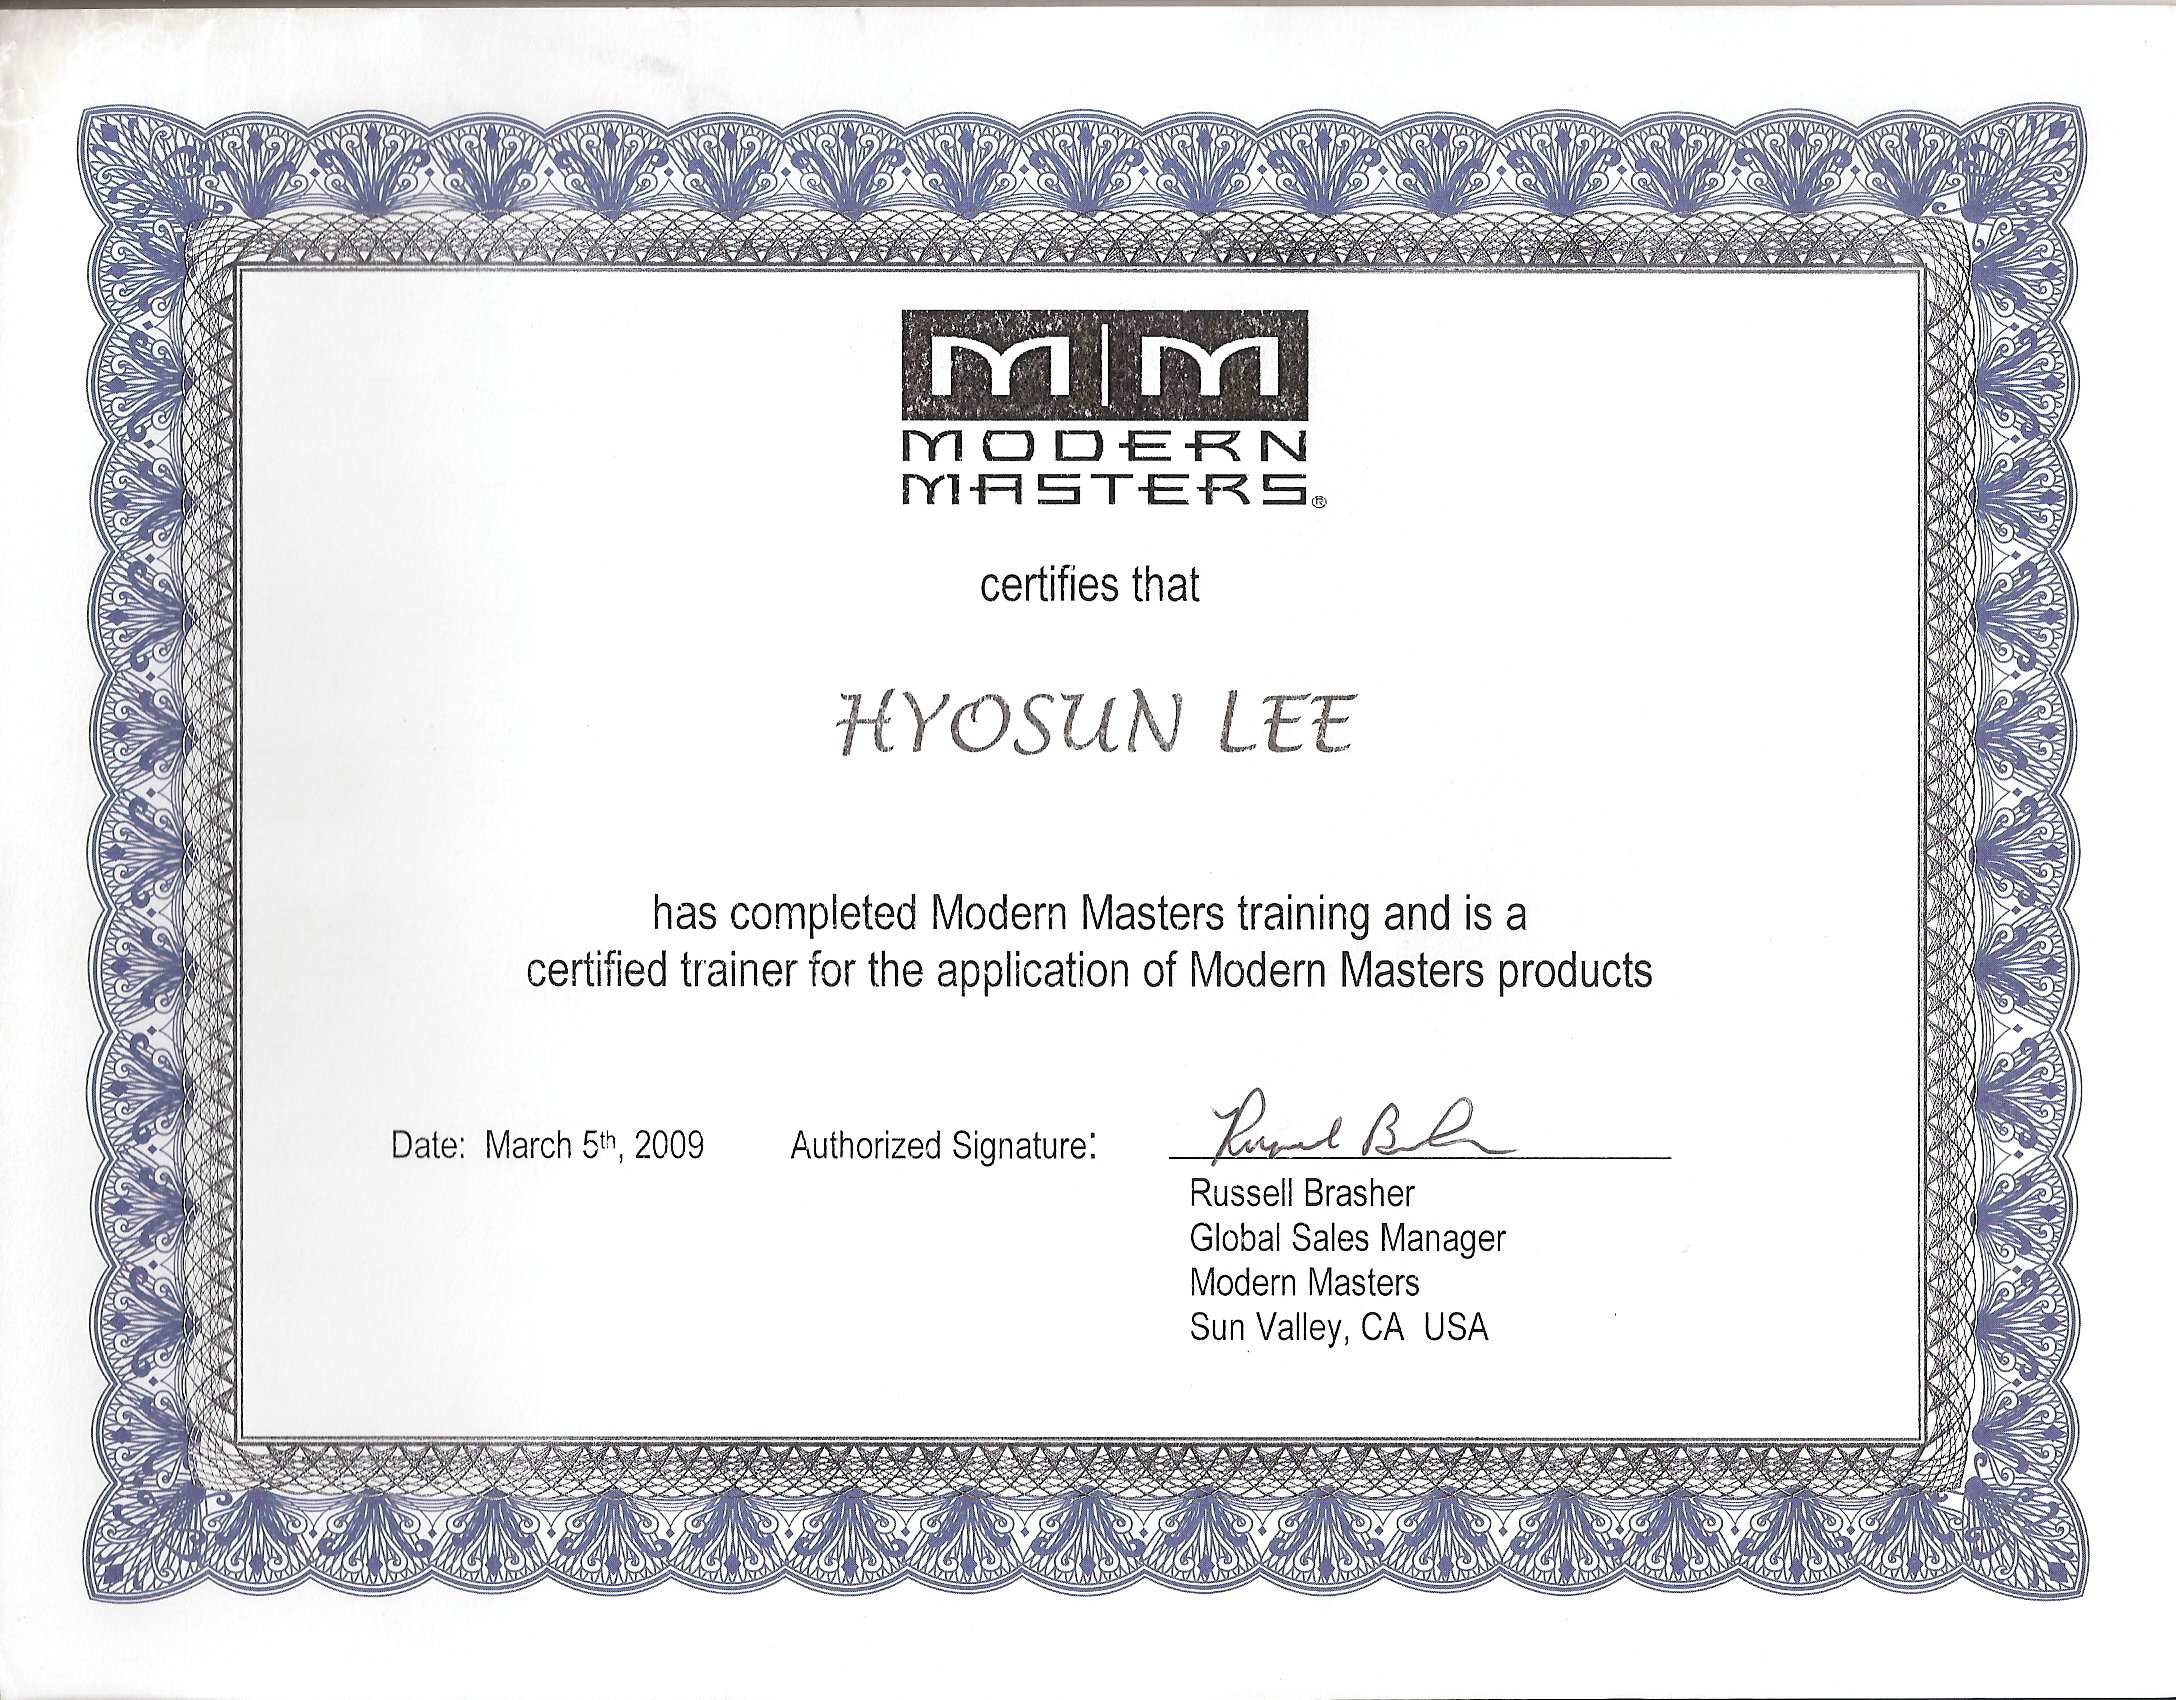 M|M
MODERN
MASTERS®
certifies that
HYOSUN LEE
has completed Modern Masters training and is a
certified trainer for the application of Modern Masters products
Date: March 5th, 2009 Authorized Signature: Russell Brasher
Russell Brasher
Global Sales Manager
Modern Masters
Sun Valley, CA USA